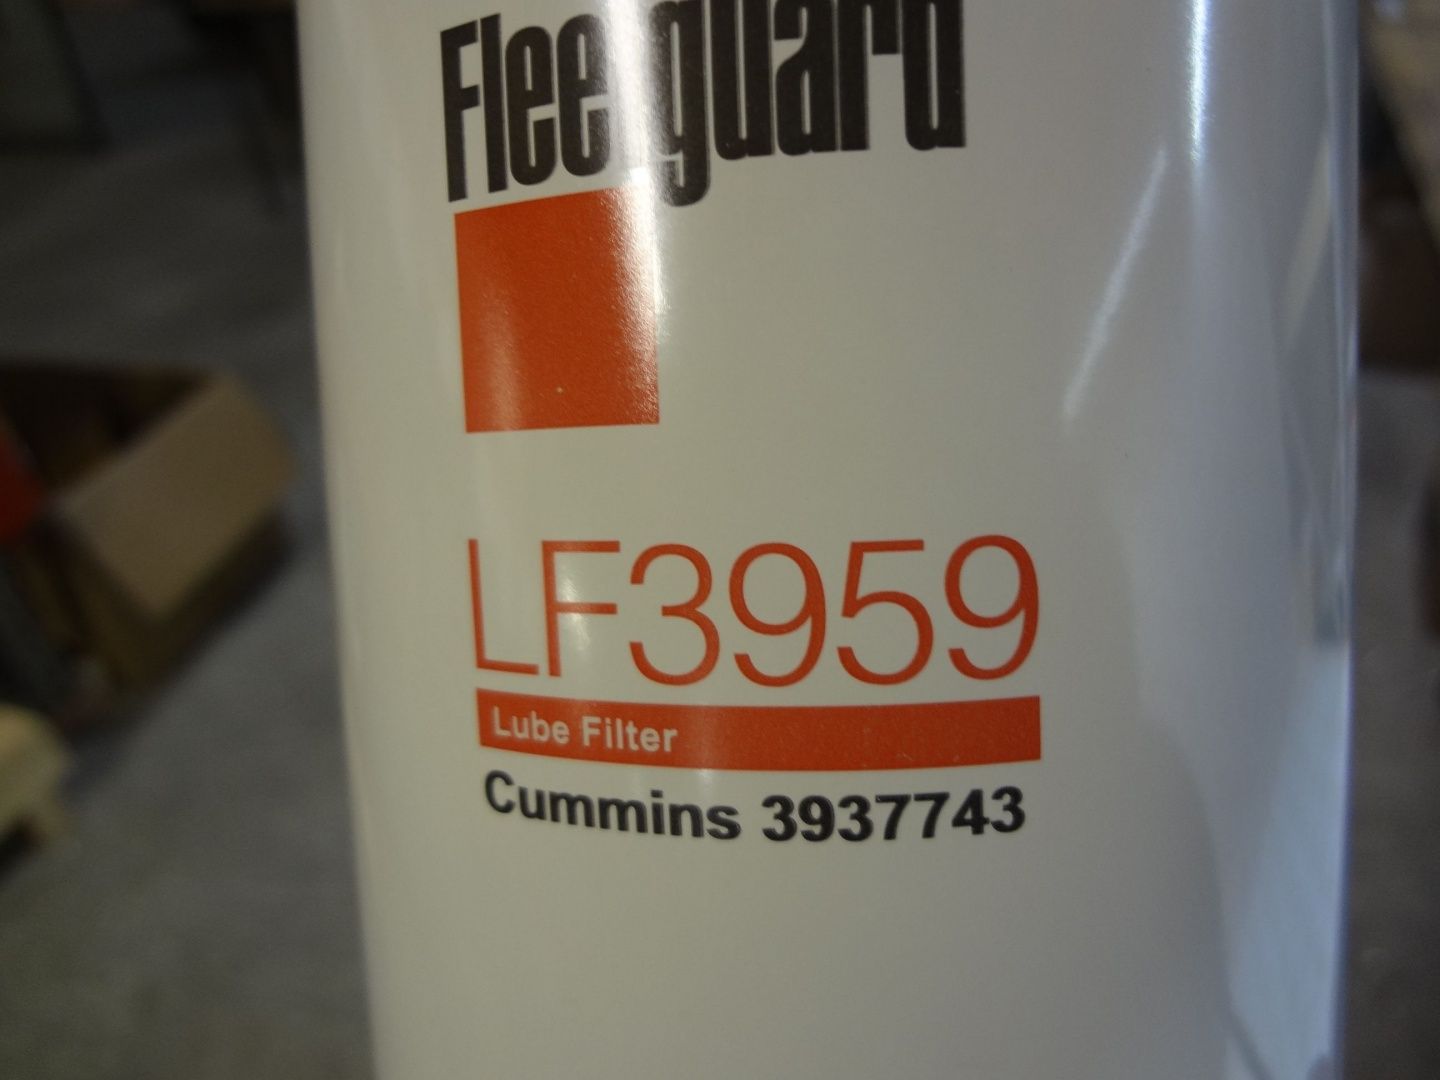 Fleetguard
LF3959
Lube Filter
Cummins 3937743